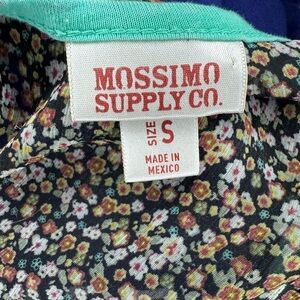 MOSSIMO
SUPPLY CO.
SIZE S
MADE IN
MEXICO